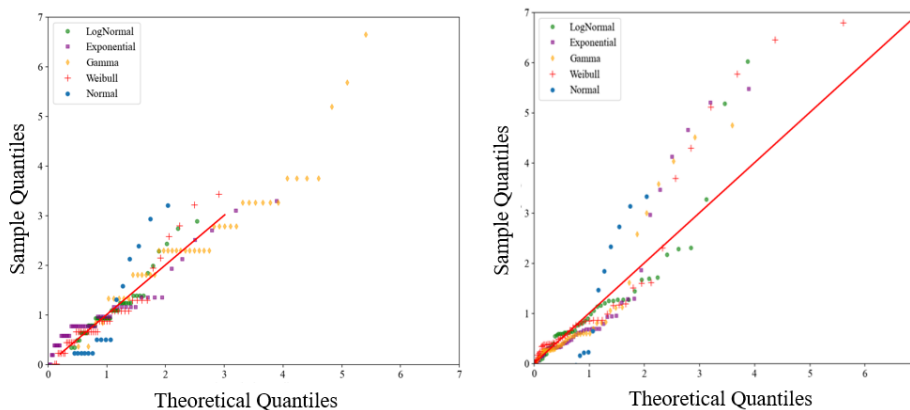 7
6
5
4
3
2
1
0
Sample Quantiles
LogNormal
Exponential
Gamma
Weibull
Normal
0 1 2 3 4 5 6 7
Theoretical Quantiles
7
6
5
4
3
2
1
0
Sample Quantiles
LogNormal
Exponential
Gamma
Weibull
Normal
0 1 2 3 4 5 6
Theoretical Quantiles